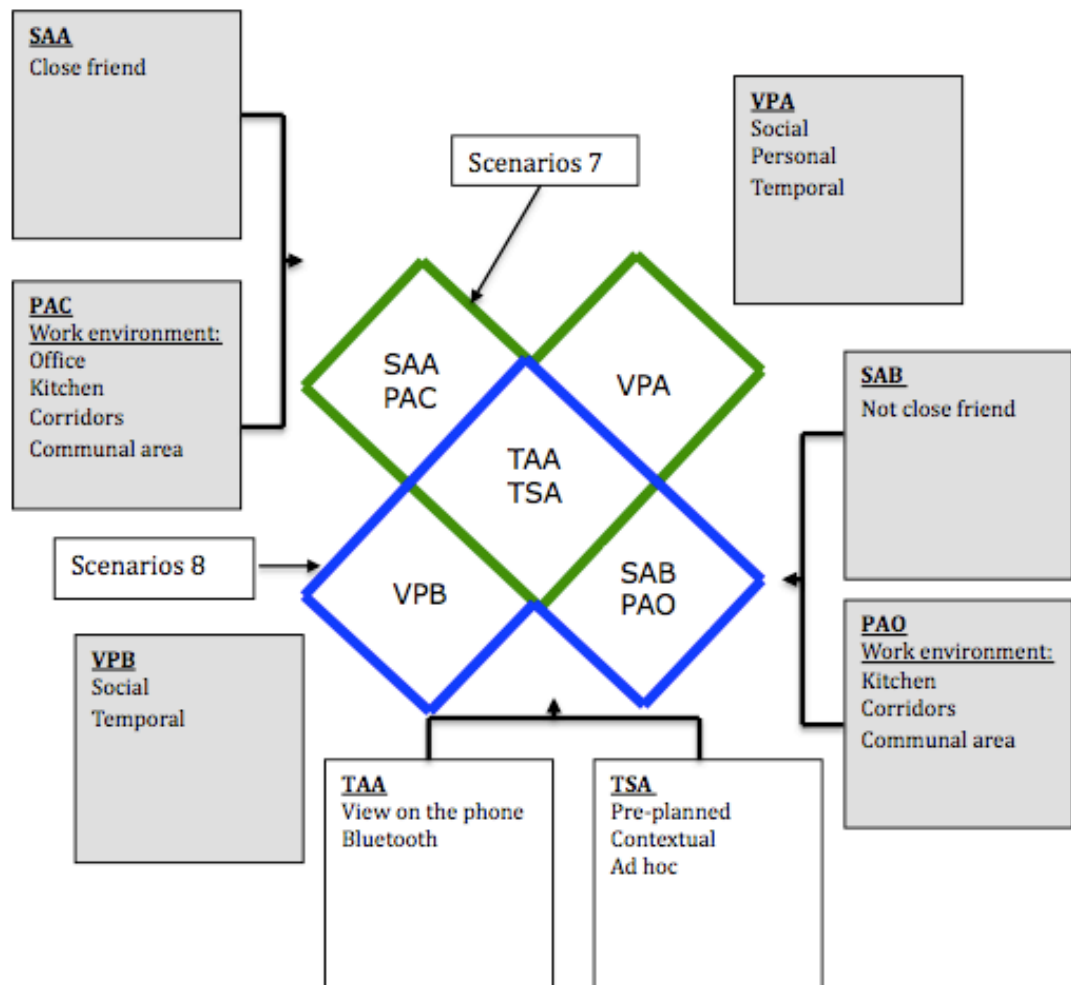 SAA
Close friend
VPA
Social
Personal
Temporal
Scenarios 7
PAC
Work environment:
Office
Kitchen
Corridors
Communal area
SAA
PAC
VPA
SAB
Not close friend
TAA
TSA
Scenarios 8
VPB
SAB
PAO
PAO
Work environment:
Kitchen
Corridors
Communal area
VPB
Social
Temporal
TAA
View on the phone
Bluetooth
TSA
Pre-planned
Contextual
Ad hoc